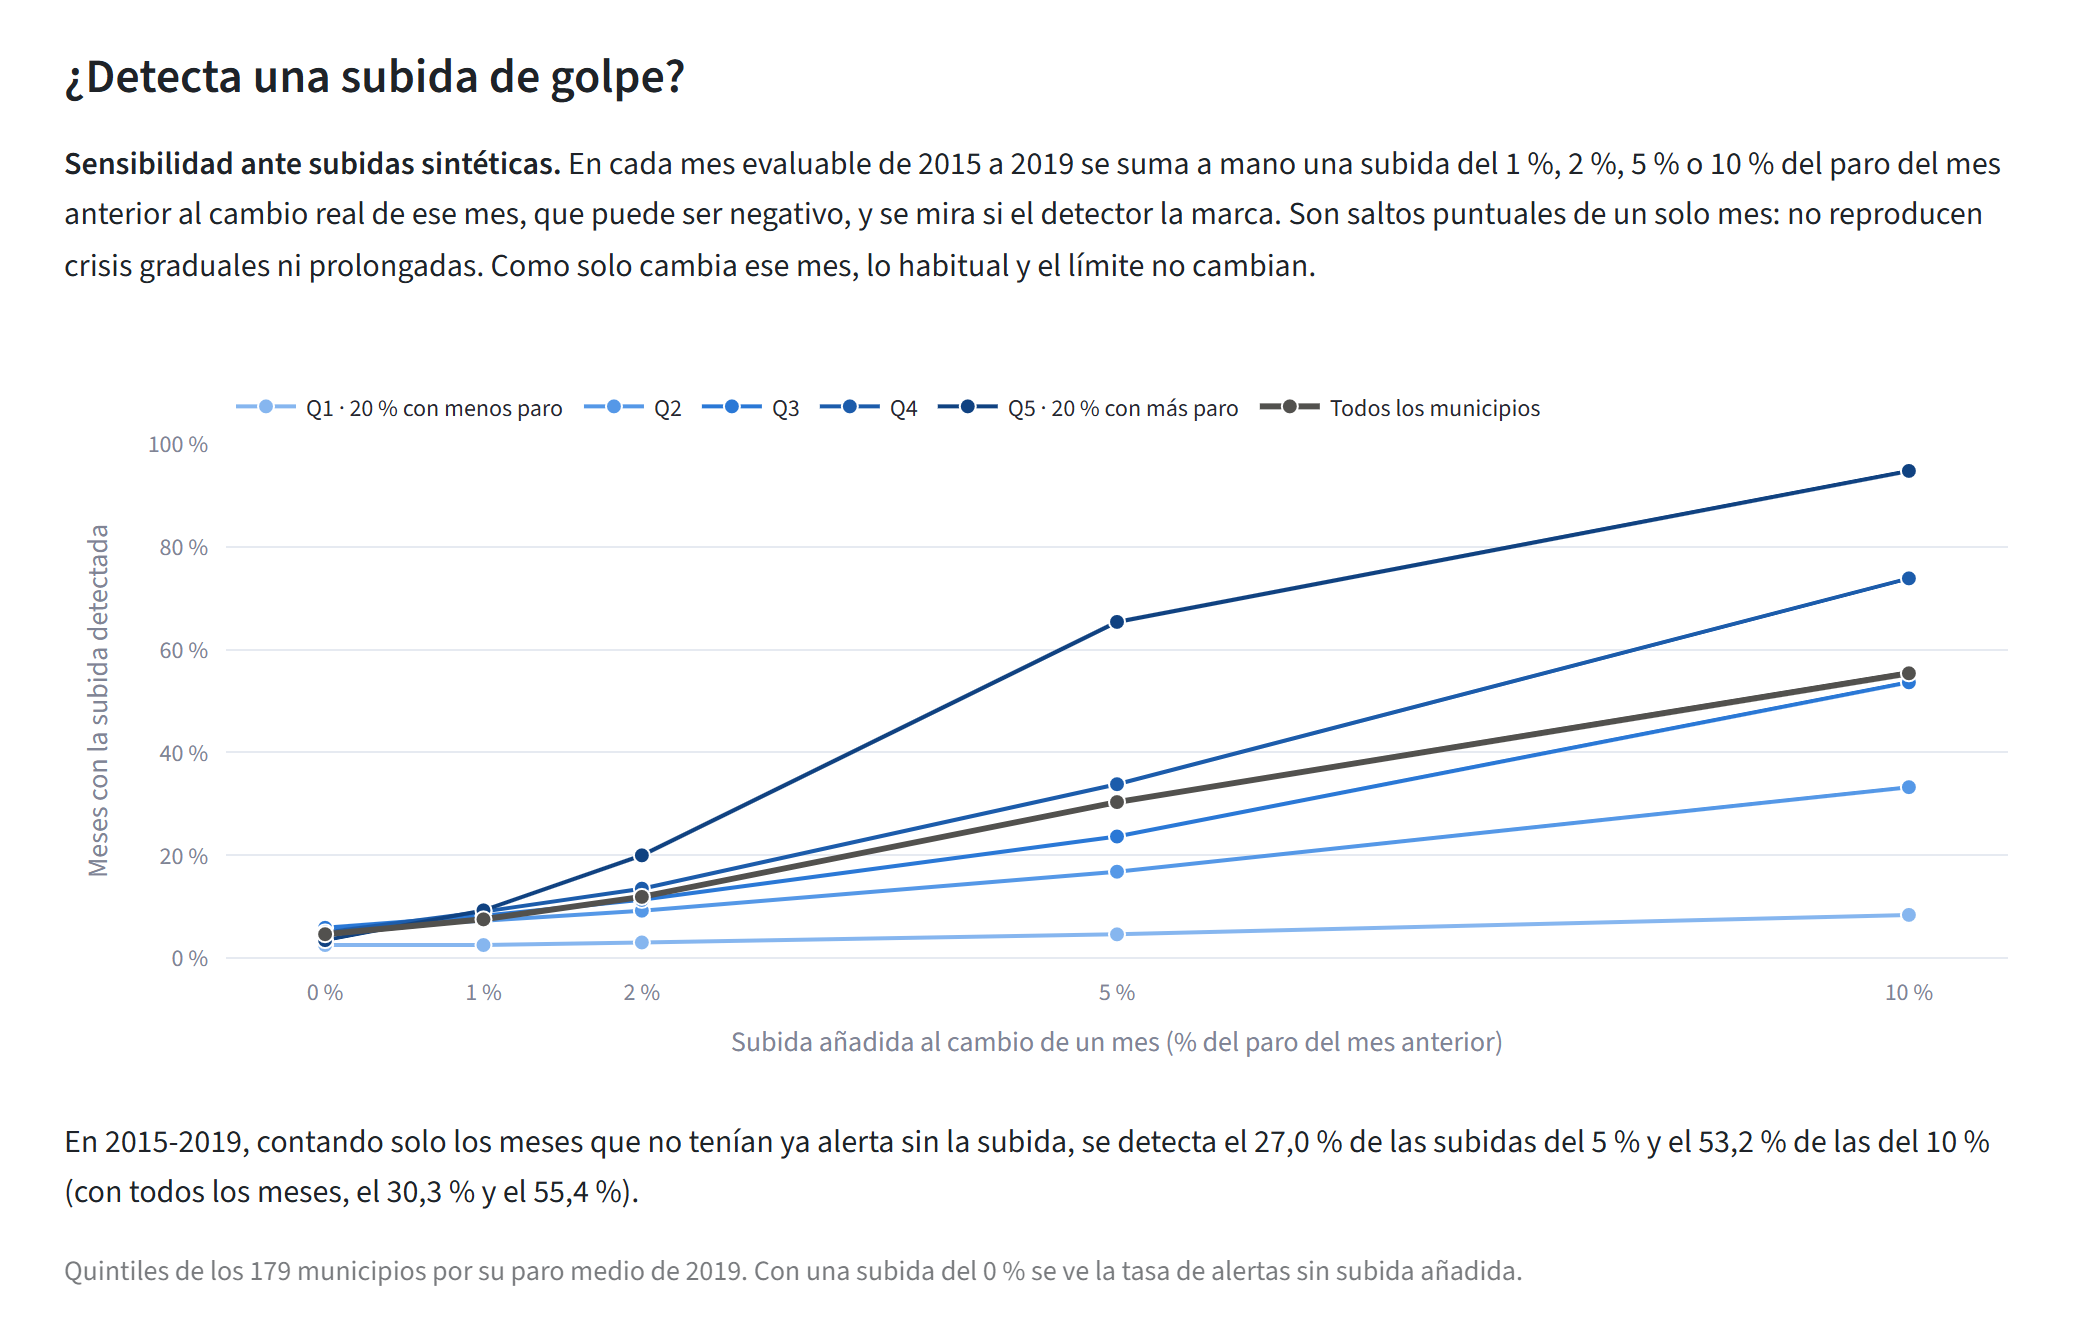 ¿Detecta una subida de golpe?
Sensibilidad ante subidas sintéticas. En cada mes evaluable de 2015 a 2019 se suma a mano una subida del 1 %, 2 %, 5 % o 10 % del paro del mes
anterior al cambio real de ese mes, que puede ser negativo, y se mira si el detector la marca. Son saltos puntuales de un solo mes: no reproducen
crisis graduales ni prolongadas. Como solo cambia ese mes, lo habitual y el límite no cambian.
Q1 · 20 % con menos paro Q2 Q3 Q4 Q5 · 20 % con más paro Todos los municipios
100 %
80 %
60 %
40 %
20 %
0 %
Meses con la subida detectada
0 % 1 % 2 % 5 % 10 %
Subida añadida al cambio de un mes (% del paro del mes anterior)
En 2015-2019, contando solo los meses que no tenían ya alerta sin la subida, se detecta el 27,0 % de las subidas del 5 % y el 53,2 % de las del 10 %
(con todos los meses, el 30,3 % y el 55,4 %).
Quintiles de los 179 municipios por su paro medio de 2019. Con una subida del 0 % se ve la tasa de alertas sin subida añadida.